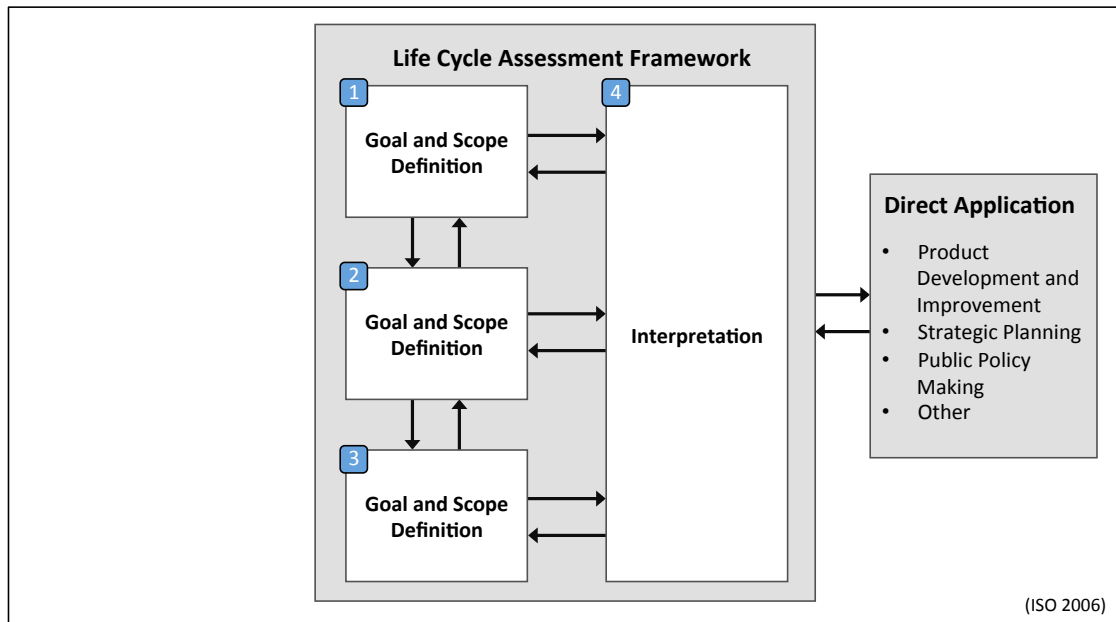 Life Cycle Assessment Framework
1
Goal and Scope
Definition
2
Goal and Scope
Definition
3
Goal and Scope
Definition
4
Interpretation
Direct Application
• Product
Development and
Improvement
• Strategic Planning
• Public Policy
Making
• Other
(ISO 2006)